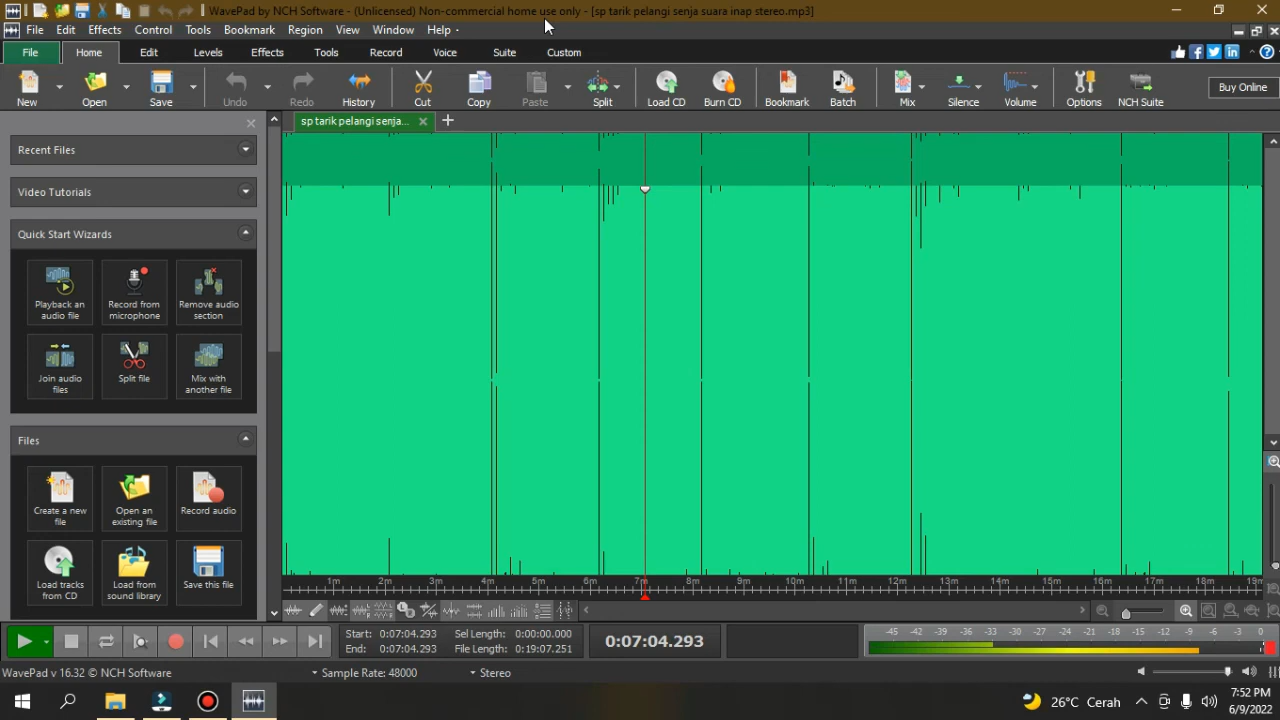 WavePad by NCH Software - (Unlicensed) Non-commercial home use only - [sp tarik pelangi senja suara inap stereo.mp3]
File Edit Effects Control Tools Bookmark Region View Window Help
File Home Edit Levels Effects Tools Record Voice Suite Custom
New Open Save Undo Redo History Cut Copy Paste Split Load CD Burn CD Bookmark Batch Mix Silence Volume Options NCH Suite Buy Online
sp tarik pelangi senja...
Recent Files
Video Tutorials
Quick Start Wizards
Playback an audio file
Record from microphone
Remove audio section
Join audio files
Split file
Mix with another file
Files
Create a new file
Open an existing file
Record audio
Load tracks from CD
Load from sound library
Save this file
1m 2m 3m 4m 5m 6m 7m 8m 9m 10m 11m 12m 13m 14m 15m 16m 17m 18m 19m
Start: 0:07:04.293 Sel Length: 0:00:00.000
End: 0:07:04.293 File Length: 0:19:07.251
0:07:04.293
-45 -42 -39 -36 -33 -30 -27 -24 -21 -18 -15 -12 -9 -6 -3 0
WavePad v 16.32 © NCH Software
Sample Rate: 48000
Stereo
26°C Cerah
7:52 PM
6/9/2022